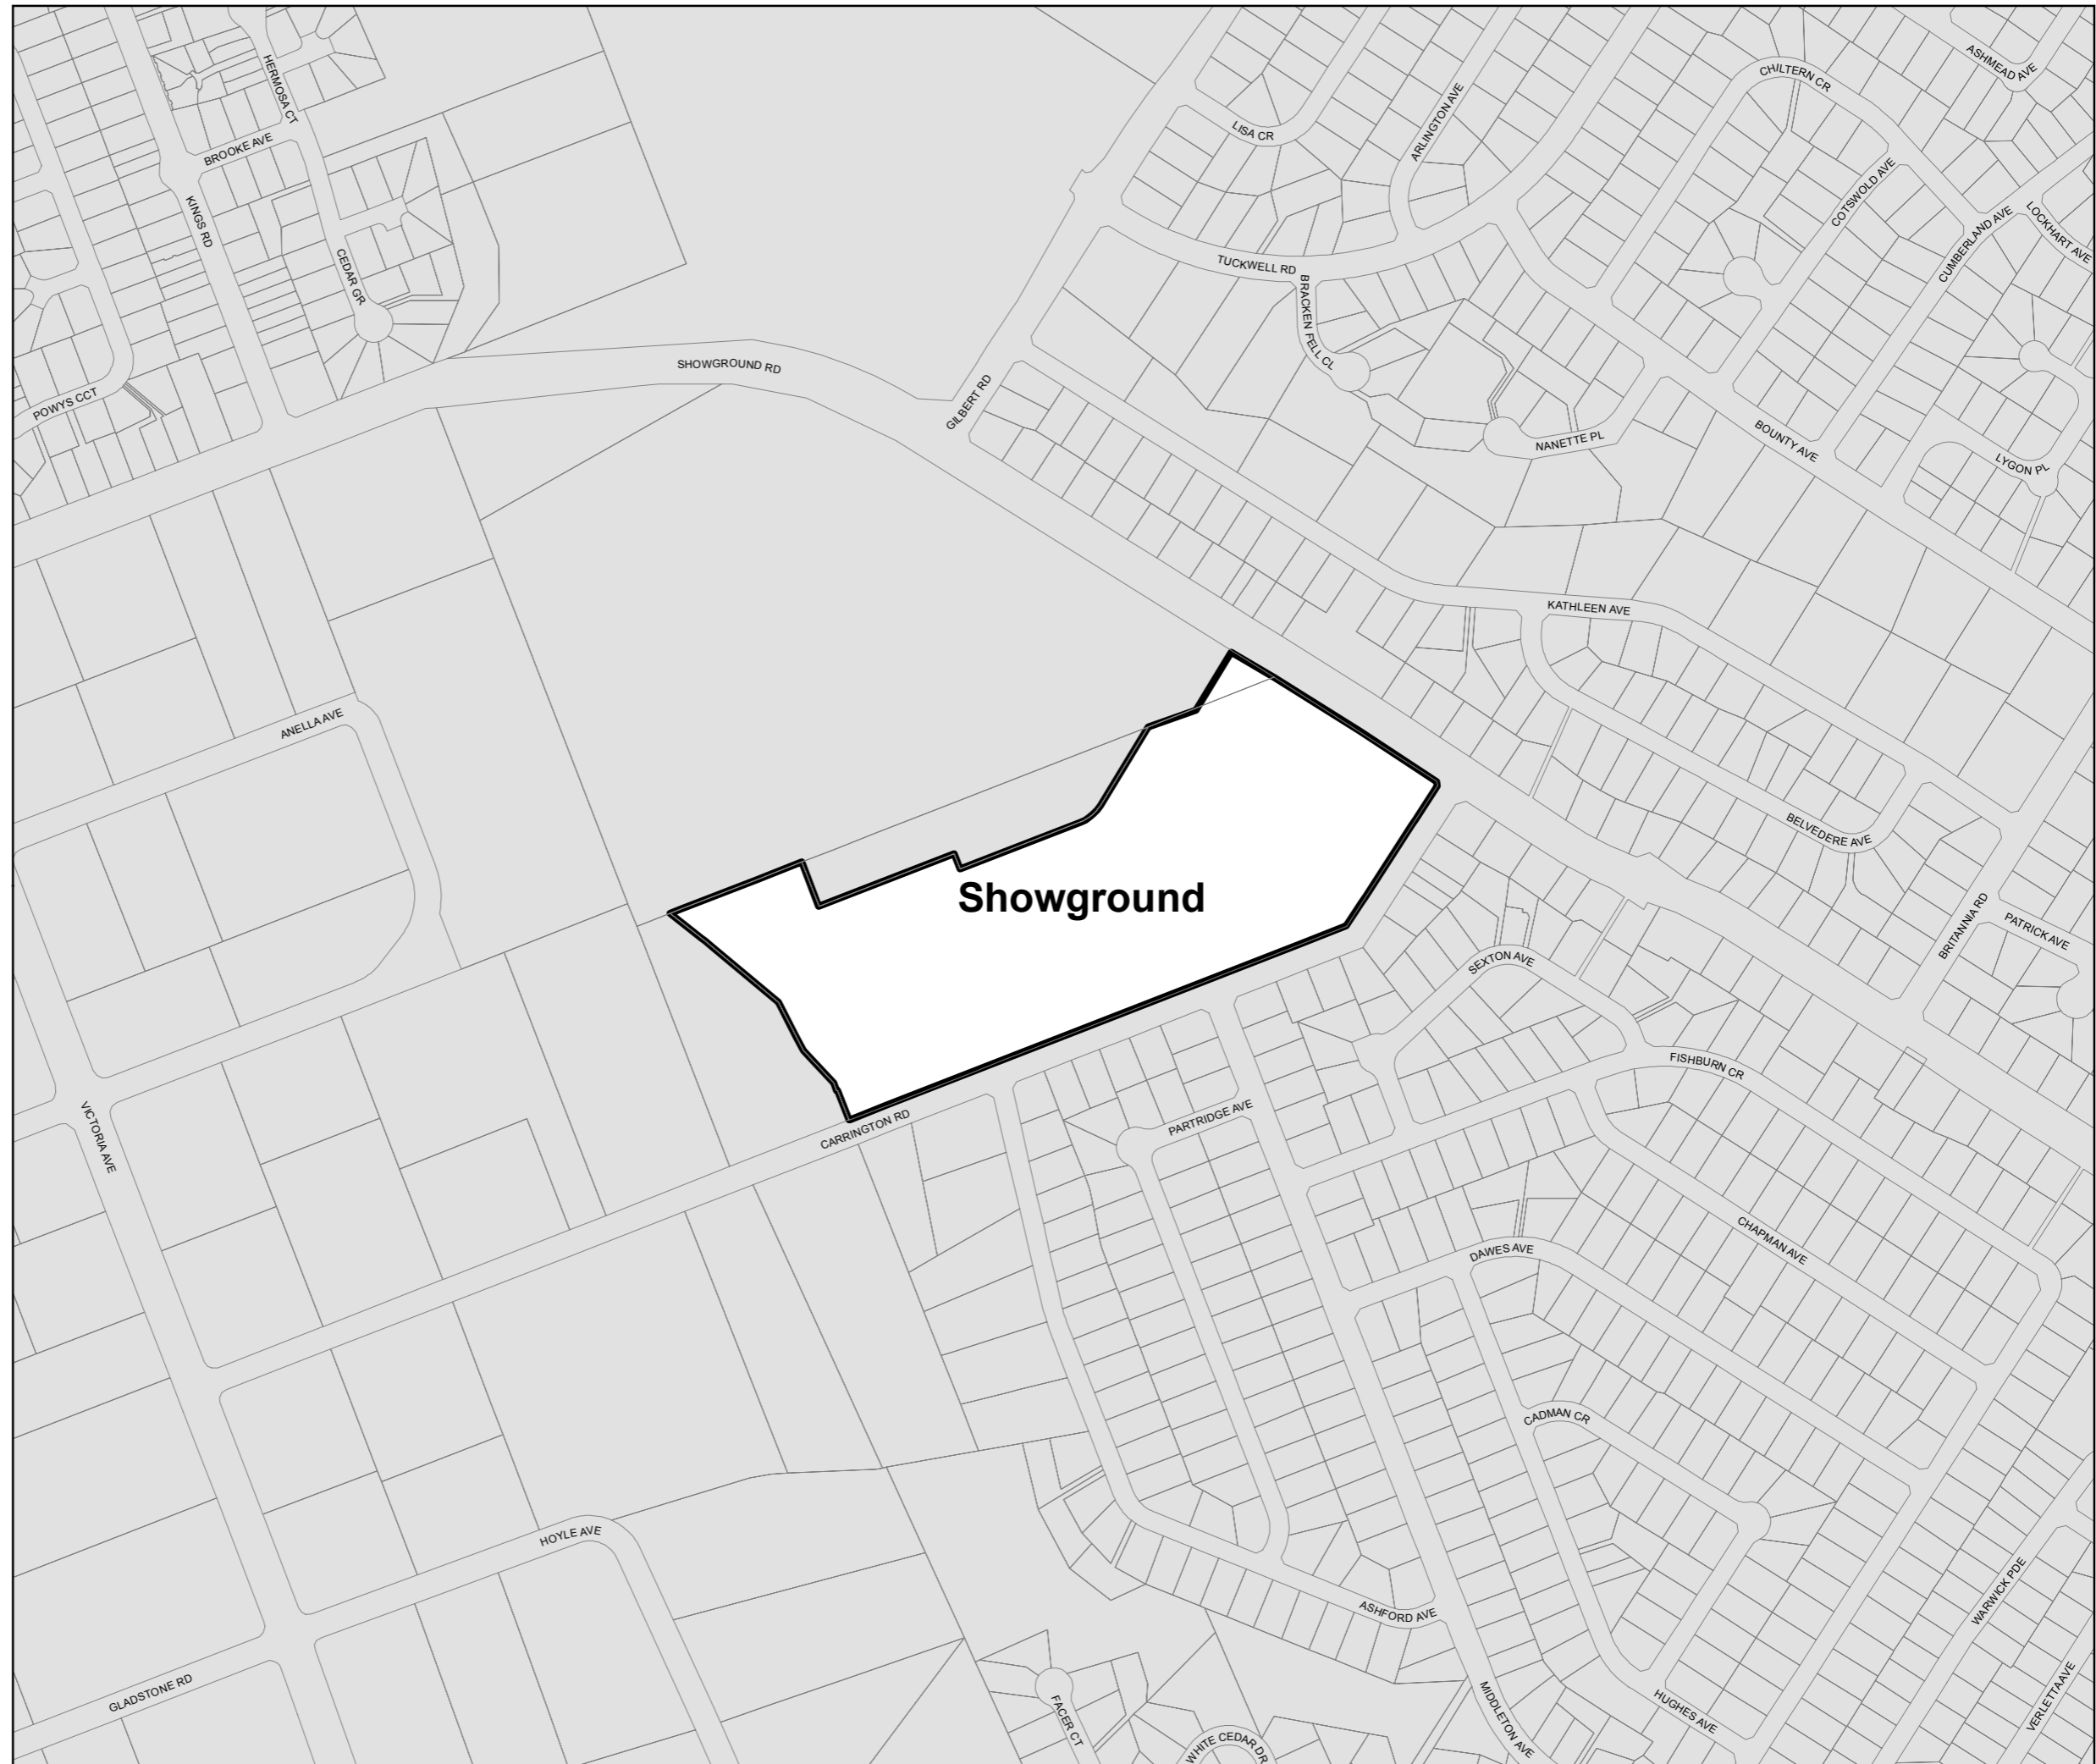 ASHMEAD AVE
CHILTERN CR
HERMOSA CT
ARLINGTON AVE
LISA CR
BROOKE AVE
COTSWOLD AVE
KINGS RD
LOCKHART AVE
CUMBERLAND AVE
CEDAR GR
TUCKWELL RD
BRACKEN FELL CL
SHOWGROUND RD
POWYS CCT
GILBERT RD
NANETTE PL
BOUNTY AVE
LYGON PL
KATHLEEN AVE
ANELLA AVE
BELVEDERE AVE
Showground
BRITANNIA RD
PATRICK AVE
SEXTON AVE
FISHBURN CR
PARTRIDGE AVE
CARRINGTON RD
VICTORIA AVE
CHAPMAN AVE
DAWES AVE
CADMAN CR
HOYLE AVE
WARWICK PDE
ASHFORD AVE
GLADSTONE RD
VERLETTA AVE
HUGHES AVE
MIDDLETON AVE
FACER CT
WHITE CEDAR DR